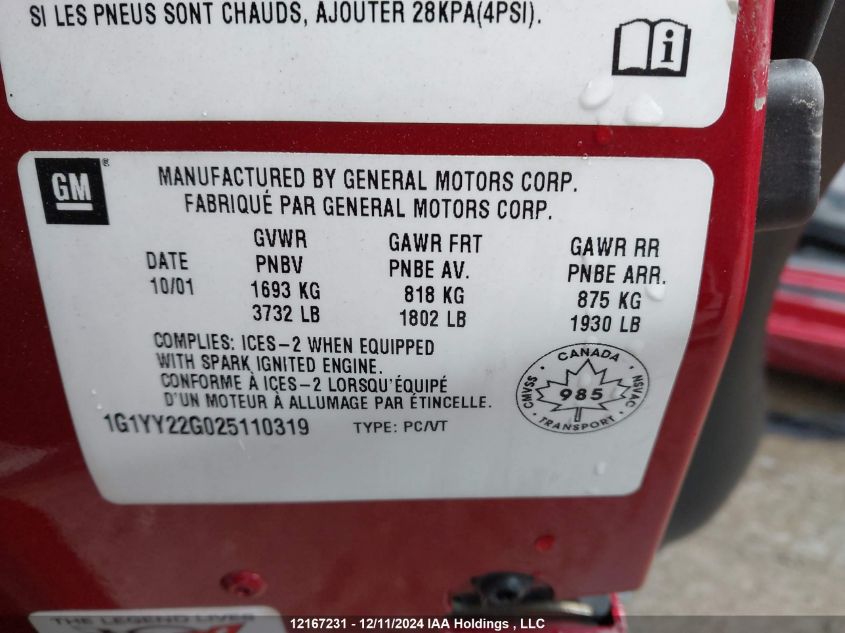 SI LES PNEUS SONT CHAUDS, AJOUTER 28KPA(4PSI).
GM ®
MANUFACTURED BY GENERAL MOTORS CORP.
FABRIQUÉ PAR GENERAL MOTORS CORP.
DATE
10/01
GVWR
PNBV
1693 KG
3732 LB
GAWR FRT
PNBE AV.
818 KG
1802 LB
GAWR RR
PNBE ARR.
875 KG
1930 LB
COMPLIES: ICES-2 WHEN EQUIPPED
WITH SPARK IGNITED ENGINE.
CONFORME À ICES-2 LORSQU'ÉQUIPÉ
D'UN MOTEUR À ALLUMAGE PAR ÉTINCELLE.
1G1YY22G025110319 TYPE: PC/VT
CANADA
CMVSS 985 NSVAC
TRANSPORT
THE LEGEND LIVES
12167231 - 12/11/2024 IAA Holdings , LLC